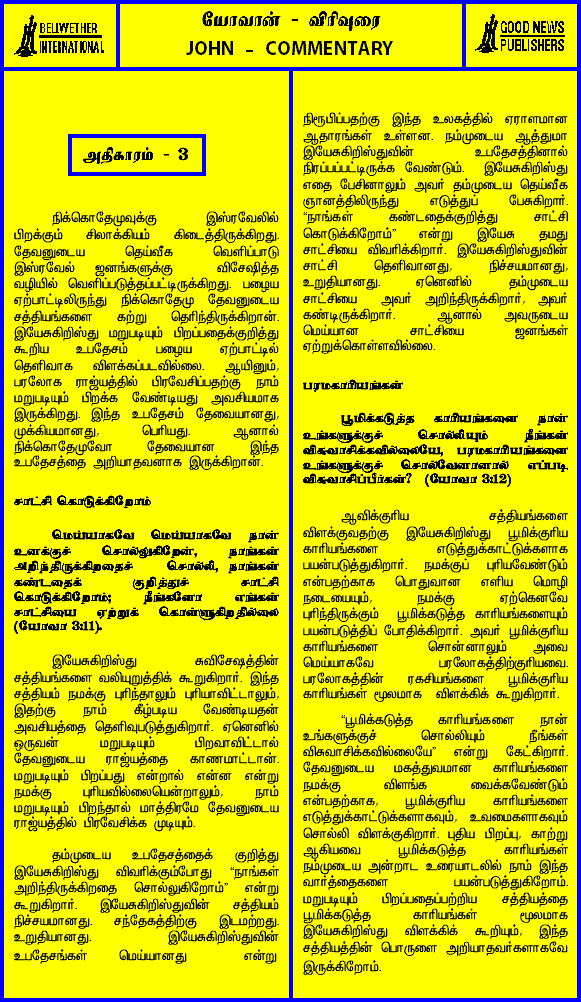 BELWETHER
INTERNATIONAL
யோவான் - விரிவுரை
JOHN - COMMENTARY
GOOD NEWS
PUBLISHERS
அதிகாரம் - 3
நிக்கொதேமுவுக்கு இஸ்ரவேலில்
பிறக்கும் சிலாக்கியம் கிடைத்திருக்கிறது.
தேவனுடைய தெய்வீக வெளிப்பாடு
இஸ்ரவேல் ஜனங்களுக்கு விசேஷித்த
வழியில் வெளிப்படுத்தப்பட்டிருக்கிறது. பழைய
ஏற்பாட்டிலிருந்து நிக்கொதேமு தேவனுடைய
சத்தியங்களை கற்று தெரிந்திருக்கிறான்.
இயேசுகிறிஸ்து மறுபடியும் பிறப்பதைக்குறித்து
கூறிய உபதேசம் பழைய ஏற்பாட்டில்
தெளிவாக விளக்கப்படவில்லை. ஆயினும்,
பரலோக ராஜ்யத்தில் பிரவேசிப்பதற்கு நாம்
மறுபடியும் பிறக்க வேண்டியது அவசியமாக
இருக்கிறது. இந்த உபதேசம் தேவையானது,
முக்கியமானது, பெரியது. ஆனால்
நிக்கொதேமுவோ தேவையான இந்த
உபதேசத்தை அறியாதவனாக இருக்கிறான்.
சாட்சி கொடுக்கிறோம்
மெய்யாகவே மெய்யாகவே நான்
உனக்குச் சொல்லுகிறேன், நாங்கள்
அறிந்திருக்கிறதைச் சொல்லி, நாங்கள்
கண்டதைக் குறித்துச் சாட்சி
கொடுக்கிறோம்; நீங்களோ எங்கள்
சாட்சியை ஏற்றுக் கொள்ளுகிறதில்லை
(யோவா 3:11).
இயேசுகிறிஸ்து சுவிசேஷத்தின்
சத்தியங்களை வலியுறுத்திக் கூறுகிறார். இந்த
சத்தியம் நமக்கு புரிந்தாலும் புரியாவிட்டாலும்,
இதற்கு நாம் கீழ்படிய வேண்டியதன்
அவசியத்தை தெளிவுபடுத்துகிறார். ஏனெனில்
ஒருவன் மறுபடியும் பிறவாவிட்டால்
தேவனுடைய ராஜ்யத்தை காணமாட்டான்.
மறுபடியும் பிறப்பது என்றால் என்ன என்று
நமக்கு புரியவில்லையென்றாலும், நாம்
மறுபடியும் பிறந்தால் மாத்திரமே தேவனுடைய
ராஜ்யத்தில் பிரவேசிக்க முடியும்.
தம்முடைய உபதேசத்தைக் குறித்து
இயேசுகிறிஸ்து விவரிக்கும்போது “நாங்கள்
அறிந்திருக்கிறதை சொல்லுகிறோம்” என்று
கூறுகிறார். இயேசுகிறிஸ்துவின் சத்தியம்
நிச்சயமானது. சந்தேகத்திற்கு இடமற்றது.
உறுதியானது. இயேசுகிறிஸ்துவின்
உபதேசங்கள் மெய்யானது என்று
நிரூபிப்பதற்கு இந்த உலகத்தில் ஏராளமான
ஆதாரங்கள் உள்ளன. நம்முடைய ஆத்துமா
இயேசுகிறிஸ்துவின் உபதேசத்தினால்
நிரப்பப்பட்டிருக்க வேண்டும். இயேசுகிறிஸ்து
எதை பேசினாலும் அவர் தம்முடைய தெய்வீக
ஞானத்திலிருந்து எடுத்துப் பேசுகிறார்.
“நாங்கள் கண்டதைக்குறித்து சாட்சி
கொடுக்கிறோம்” என்று இயேசு தமது
சாட்சியை விவரிக்கிறார். இயேசுகிறிஸ்துவின்
சாட்சி தெளிவானது, நிச்சயமானது,
உறுதியானது. ஏனெனில் தம்முடைய
சாட்சியை அவர் அறிந்திருக்கிறார், அவர்
கண்டிருக்கிறார். ஆனால் அவருடைய
மெய்யான சாட்சியை ஜனங்கள்
ஏற்றுக்கொள்ளவில்லை.
பரமகாரியங்கள்
பூமிக்கடுத்த காரியங்களை நான்
உங்களுக்குச் சொல்லியும் நீங்கள்
விசுவாசிக்கவில்லையே, பரமகாரியங்களை
உங்களுக்குச் சொல்வேனானால் எப்படி
விசுவாசிப்பீர்கள்? (யோவா 3:12)
ஆவிக்குரிய சத்தியங்களை
விளக்குவதற்கு இயேசுகிறிஸ்து பூமிக்குரிய
காரியங்களை எடுத்துக்காட்டுக்களாக
பயன்படுத்துகிறார். நமக்குப் புரியவேண்டும்
என்பதற்காக பொதுவான எளிய மொழி
நடையையும், நமக்கு ஏற்கெனவே
புரிந்திருக்கும் பூமிக்கடுத்த காரியங்களையும்
பயன்படுத்திப் போதிக்கிறார். அவர் பூமிக்குரிய
காரியங்களை சொன்னாலும் அவை
மெய்யாகவே பரலோகத்திற்குரியவை.
பரலோகத்தின் ரகசியங்களை பூமிக்குரிய
காரியங்கள் மூலமாக விளக்கிக் கூறுகிறார்.
“பூமிக்கடுத்த காரியங்களை நான்
உங்களுக்குச் சொல்லியும் நீங்கள்
விசுவாசிக்கவில்லையே” என்று கேட்கிறார்.
தேவனுடைய மகத்துவமான காரியங்களை
நமக்கு விளங்க வைக்கவேண்டும்
என்பதற்காக, பூமிக்குரிய காரியங்களை
எடுத்துக்காட்டுக்களாகவும், உவமைகளாகவும்
சொல்லி விளக்குகிறார். புதிய பிறப்பு, காற்று
ஆகியவை பூமிக்கடுத்த காரியங்கள்
நம்முடைய அன்றாட உரையாடலில் நாம் இந்த
வார்த்தைகளை பயன்படுத்துகிறோம்.
மறுபடியும் பிறப்பதைப்பற்றிய சத்தியத்தை
பூமிக்கடுத்த காரியங்கள் மூலமாக
இயேசுகிறிஸ்து விளக்கிக் கூறியும், இந்த
சத்தியத்தின் பொருளை அறியாதவர்களாகவே
இருக்கிறோம்.